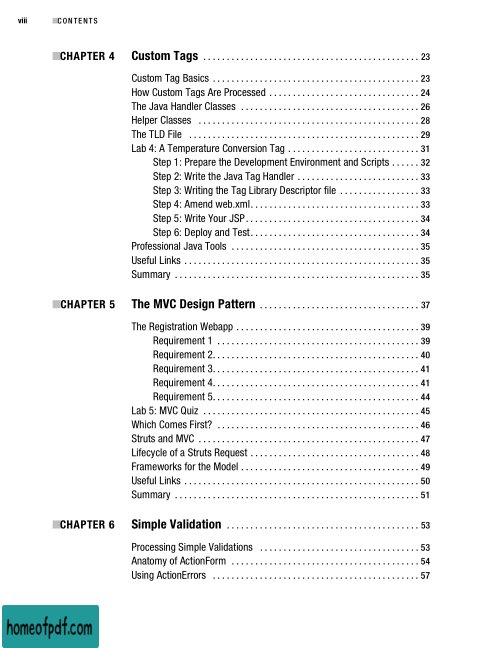 viii ■CONTENTS
■CHAPTER 4 Custom Tags . . . . . . . . . . . . . . . . . . . . . . . . . . . . . . . . . . . . . . . . . . . 23
Custom Tag Basics . . . . . . . . . . . . . . . . . . . . . . . . . . . . . . . . . . . . . . . . . 23
How Custom Tags Are Processed . . . . . . . . . . . . . . . . . . . . . . . . . . . . . . 24
The Java Handler Classes . . . . . . . . . . . . . . . . . . . . . . . . . . . . . . . . . . . 26
Helper Classes . . . . . . . . . . . . . . . . . . . . . . . . . . . . . . . . . . . . . . . . . . . 28
The TLD File . . . . . . . . . . . . . . . . . . . . . . . . . . . . . . . . . . . . . . . . . . . . . 29
Lab 4: A Temperature Conversion Tag . . . . . . . . . . . . . . . . . . . . . . . . . . 31
Step 1: Prepare the Development Environment and Scripts . . . . . . 32
Step 2: Write the Java Tag Handler . . . . . . . . . . . . . . . . . . . . . . . . 33
Step 3: Writing the Tag Library Descriptor file . . . . . . . . . . . . . . . . 33
Step 4: Amend web.xml. . . . . . . . . . . . . . . . . . . . . . . . . . . . . . . . . . 33
Step 5: Write Your JSP. . . . . . . . . . . . . . . . . . . . . . . . . . . . . . . . . . . 34
Step 6: Deploy and Test. . . . . . . . . . . . . . . . . . . . . . . . . . . . . . . . . . 34
Professional Java Tools . . . . . . . . . . . . . . . . . . . . . . . . . . . . . . . . . . . . . 35
Useful Links . . . . . . . . . . . . . . . . . . . . . . . . . . . . . . . . . . . . . . . . . . . . . . 35
Summary . . . . . . . . . . . . . . . . . . . . . . . . . . . . . . . . . . . . . . . . . . . . . . . . 35
■CHAPTER 5 The MVC Design Pattern . . . . . . . . . . . . . . . . . . . . . . . . . . . . . . . . 37
The Registration Webapp . . . . . . . . . . . . . . . . . . . . . . . . . . . . . . . . . . . . 39
Requirement 1 . . . . . . . . . . . . . . . . . . . . . . . . . . . . . . . . . . . . . . . . 39
Requirement 2. . . . . . . . . . . . . . . . . . . . . . . . . . . . . . . . . . . . . . . . . 40
Requirement 3. . . . . . . . . . . . . . . . . . . . . . . . . . . . . . . . . . . . . . . . . 41
Requirement 4. . . . . . . . . . . . . . . . . . . . . . . . . . . . . . . . . . . . . . . . . 41
Requirement 5. . . . . . . . . . . . . . . . . . . . . . . . . . . . . . . . . . . . . . . . . 44
Lab 5: MVC Quiz . . . . . . . . . . . . . . . . . . . . . . . . . . . . . . . . . . . . . . . . . . 45
Which Comes First? . . . . . . . . . . . . . . . . . . . . . . . . . . . . . . . . . . . . . . . . 46
Struts and MVC . . . . . . . . . . . . . . . . . . . . . . . . . . . . . . . . . . . . . . . . . . . 47
Lifecycle of a Struts Request . . . . . . . . . . . . . . . . . . . . . . . . . . . . . . . . . 48
Frameworks for the Model . . . . . . . . . . . . . . . . . . . . . . . . . . . . . . . . . . . 49
Useful Links . . . . . . . . . . . . . . . . . . . . . . . . . . . . . . . . . . . . . . . . . . . . . . 50
Summary . . . . . . . . . . . . . . . . . . . . . . . . . . . . . . . . . . . . . . . . . . . . . . . . 51
■CHAPTER 6 Simple Validation . . . . . . . . . . . . . . . . . . . . . . . . . . . . . . . . . . . . . . 53
Processing Simple Validations . . . . . . . . . . . . . . . . . . . . . . . . . . . . . . . . 53
Anatomy of ActionForm . . . . . . . . . . . . . . . . . . . . . . . . . . . . . . . . . . . . . 54
Using ActionErrors . . . . . . . . . . . . . . . . . . . . . . . . . . . . . . . . . . . . . . . . . 57
homeofpdf.com